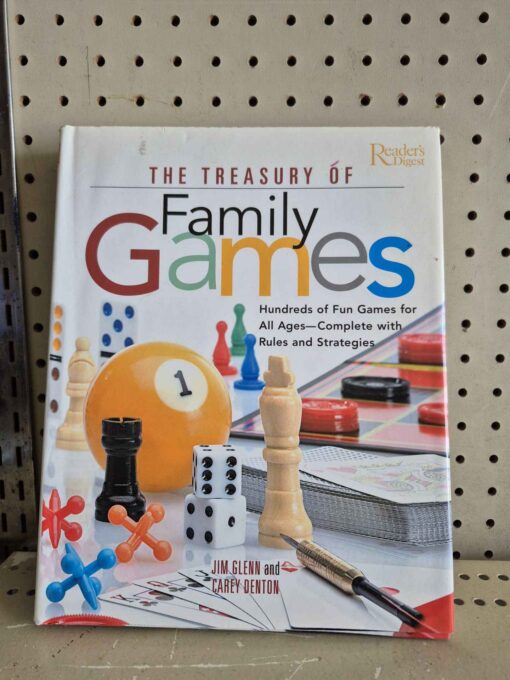 Reader's
Digest
THE TREASURY OF
Family
Games
Hundreds of Fun Games for
All Ages—Complete with
Rules and Strategies
1
JIM GLENN and
CAREY DENTON